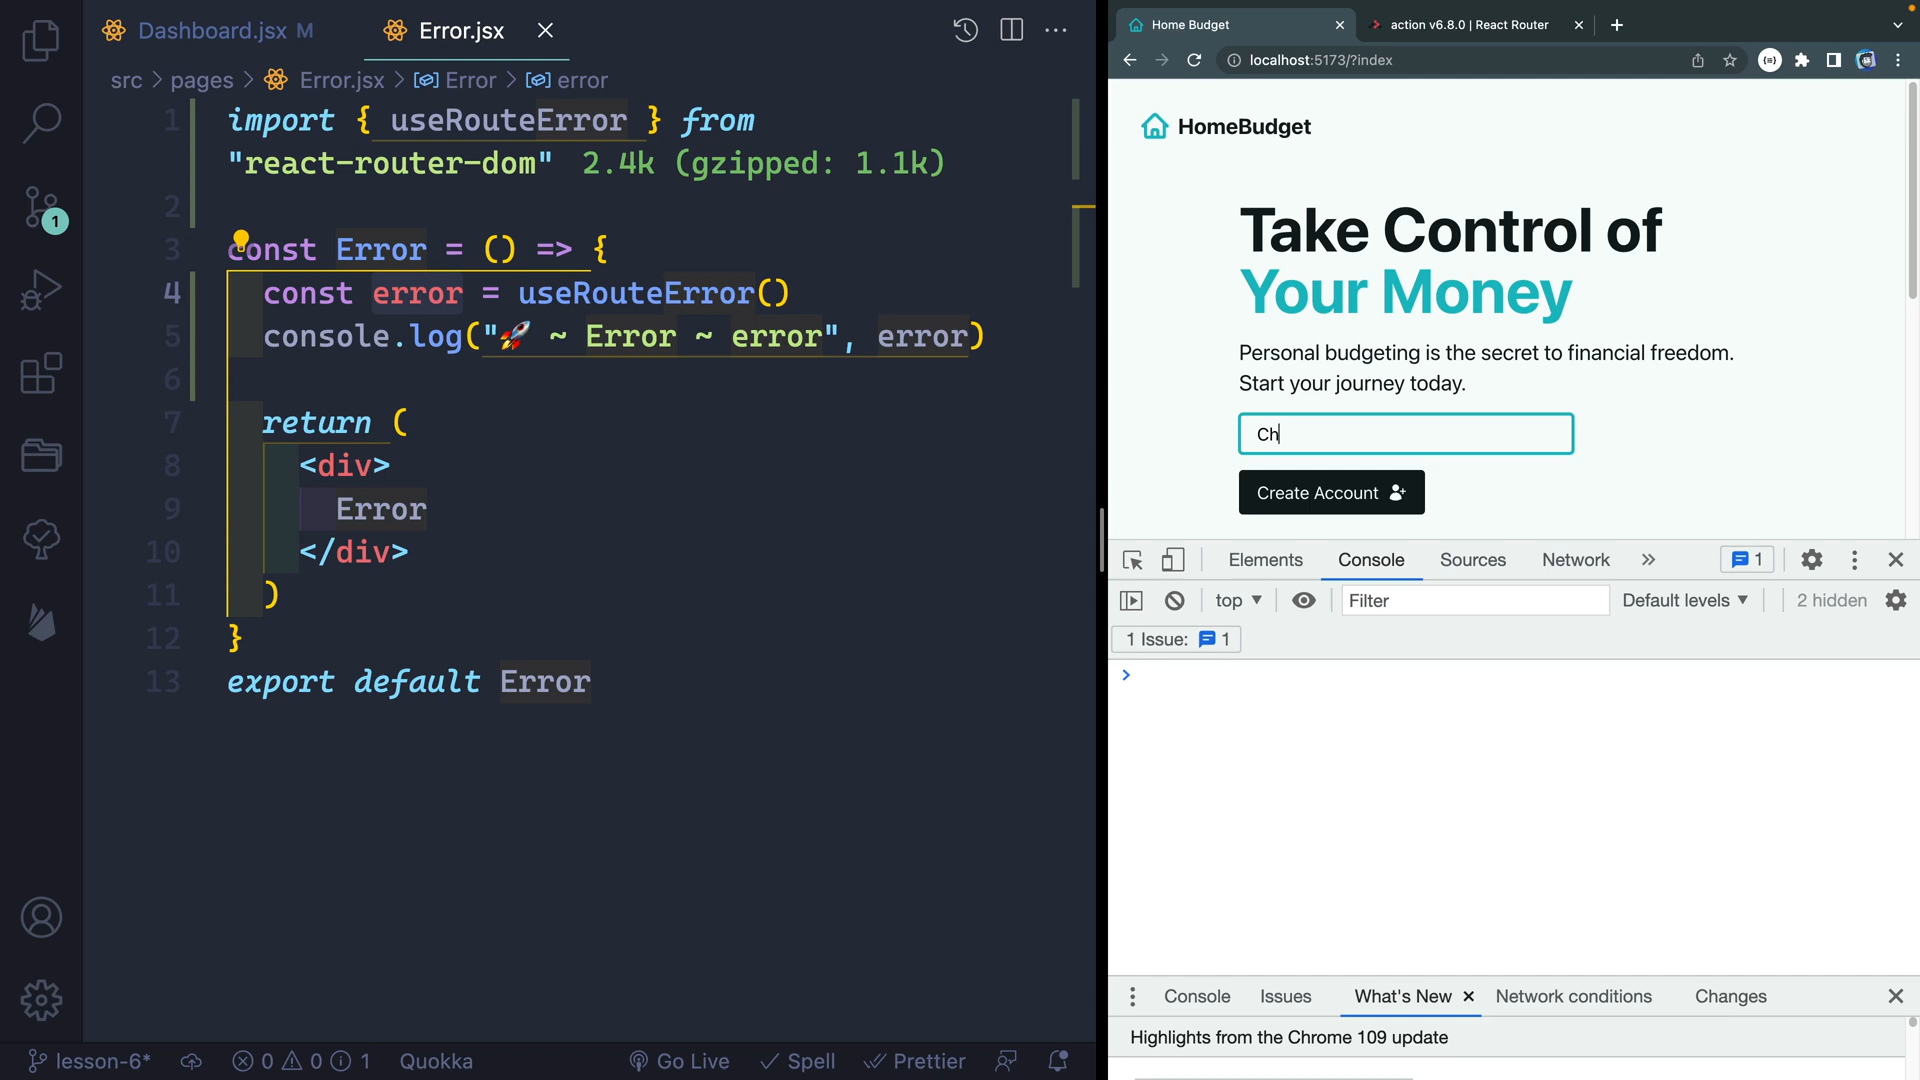 Dashboard.jsx M
Error.jsx
src > pages > Error.jsx > Error > error
1 import { useRouteError } from
"react-router-dom" 2.4k (gzipped: 1.1k)
2
3 const Error = () => {
4 const error = useRouteError()
5 console.log("🚀 ~ Error ~ error", error)
6
7 return (
8 <div>
9 Error
10 </div>
11 )
12 }
13 export default Error
1
lesson-6* 0 0 1 Quokka Go Live Spell Prettier
Home Budget
action v6.8.0 | React Router
localhost:5173/?index
HomeBudget
Take Control of
Your Money
Personal budgeting is the secret to financial freedom.
Start your journey today.
Ch
Create Account
Elements Console Sources Network 1
top Filter Default levels 2 hidden
1 Issue: 1
Console Issues What's New Network conditions Changes
Highlights from the Chrome 109 update